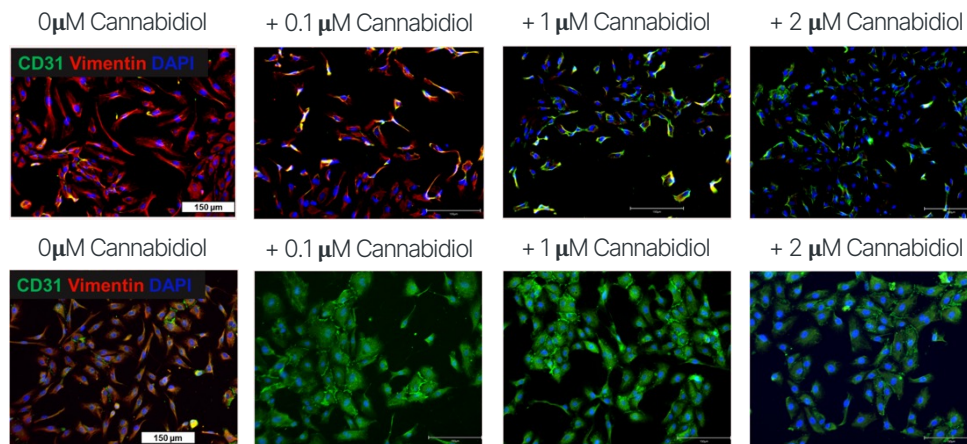 0μM Cannabidiol + 0.1 μM Cannabidiol + 1 μM Cannabidiol + 2 μM Cannabidiol
CD31 Vimentin DAPI
150 μm
0μM Cannabidiol + 0.1 μM Cannabidiol + 1 μM Cannabidiol + 2 μM Cannabidiol
CD31 Vimentin DAPI
150 μm